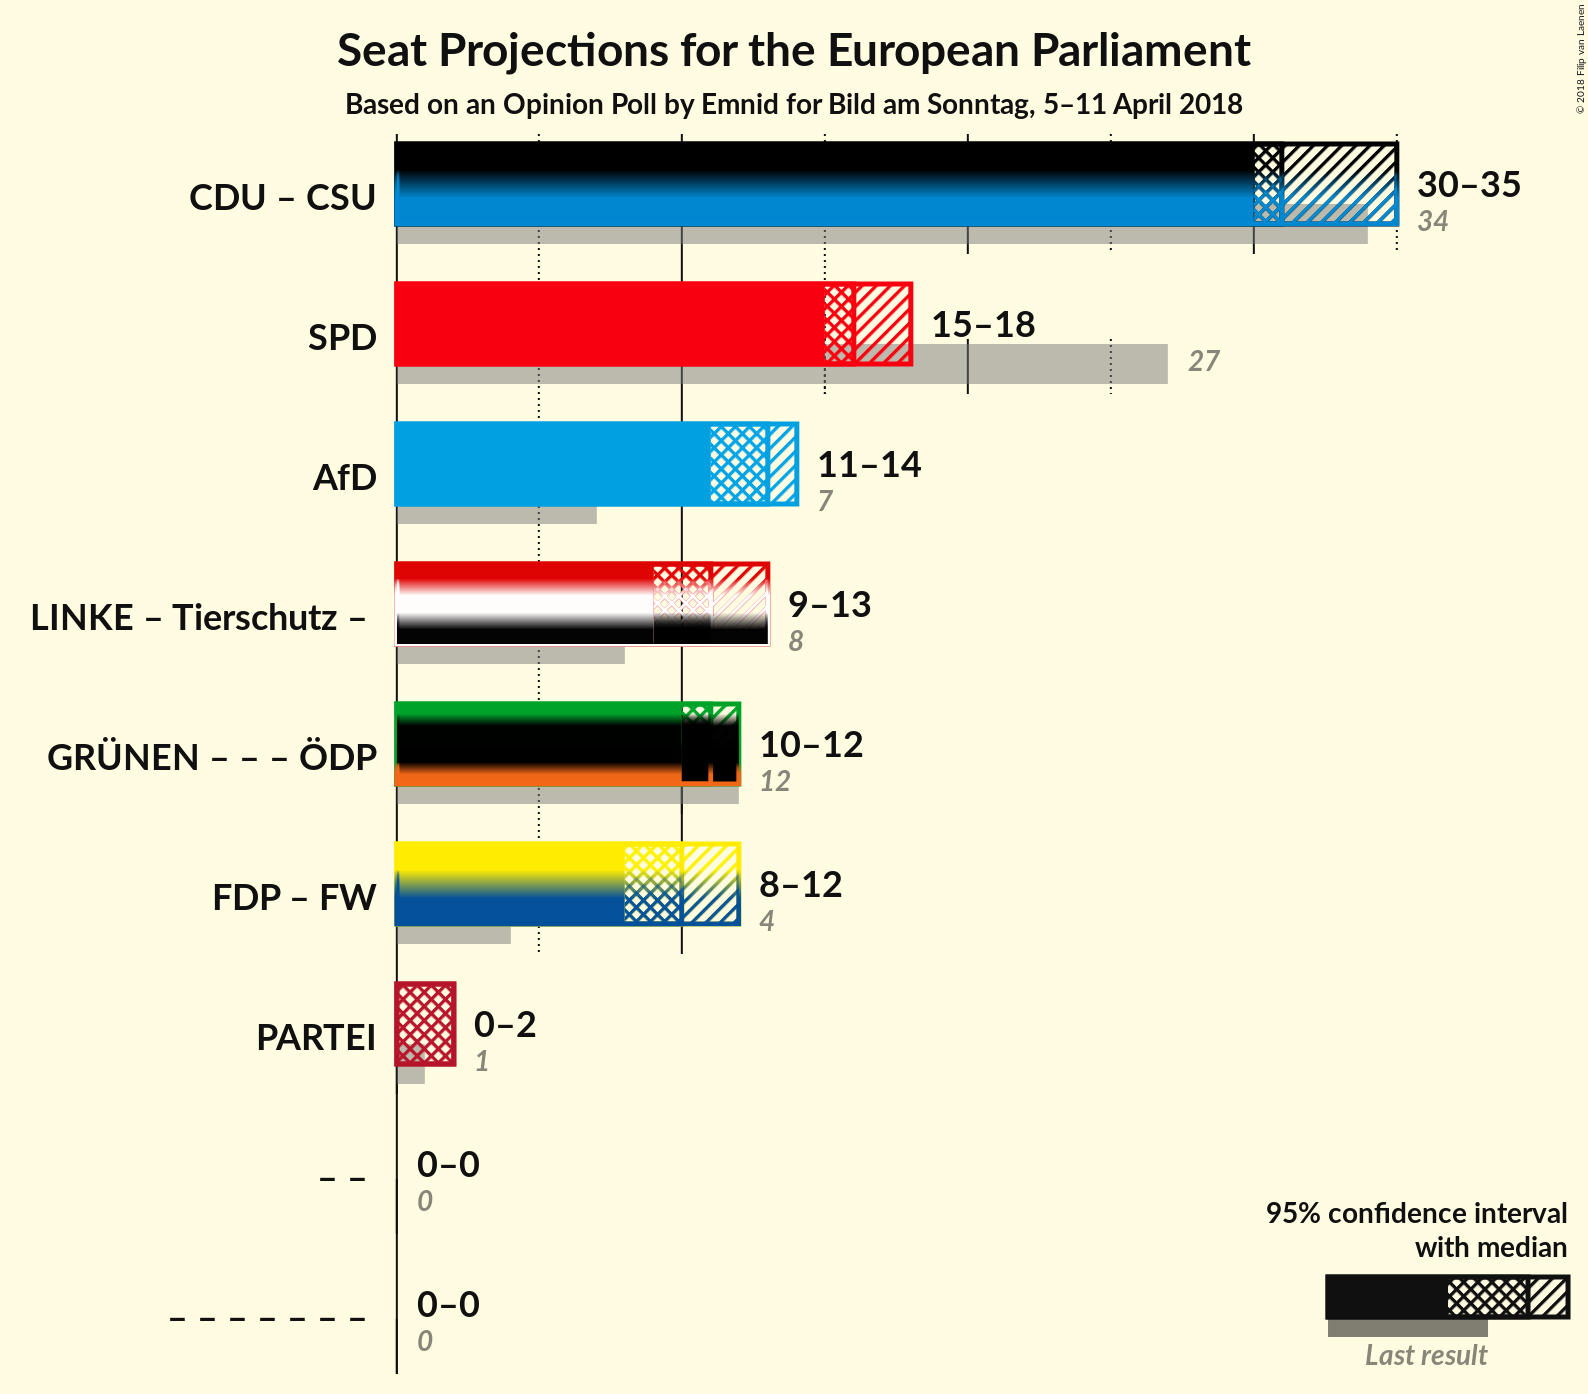 Seat Projections for the European Parliament
Based on an Opinion Poll by Emnid for Bild am Sonntag, 5–11 April 2018
© 2018 Filip van Laenen
CDU – CSU
30–35
34
SPD
15–18
27
AfD
11–14
7
LINKE – Tierschutz –
9–13
8
GRÜNEN – – – ÖDP
10–12
12
FDP – FW
8–12
4
PARTEI
0–2
1
– –
0–0
0
– – – – – – –
0–0
0
95% confidence interval
with median
Last result